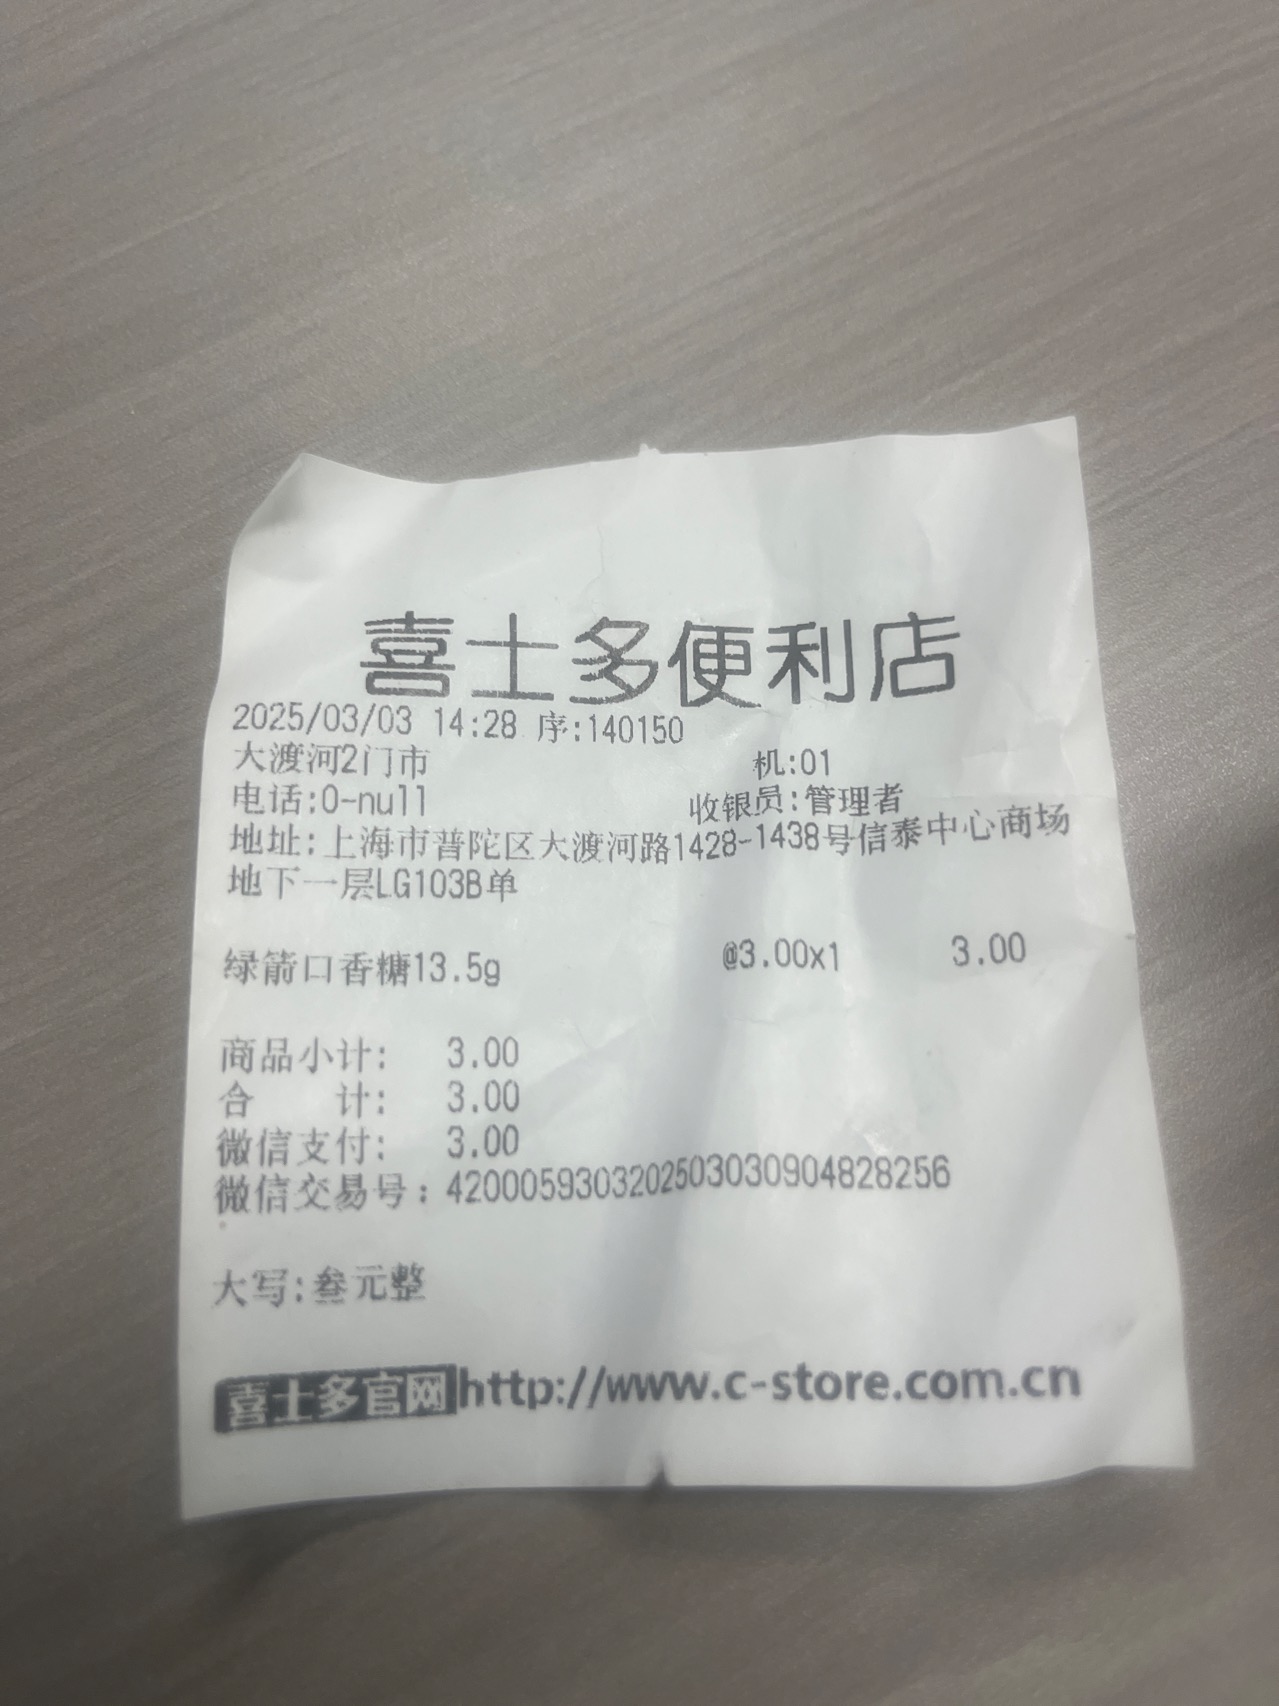 喜士多便利店
2025/03/03 14:28 序:140150
大渡河2门市 机:01
电话:0-null 收银员:管理者
地址:上海市普陀区大渡河路1428-1438号信泰中心商场
地下一层LG103B单
绿箭口香糖13.5g @3.00x1 3.00
商品小计: 3.00
合 计: 3.00
微信支付: 3.00
微信交易号:4200059303202503030904828256
大写:叁元整
喜士多官网http://www.c-store.com.cn